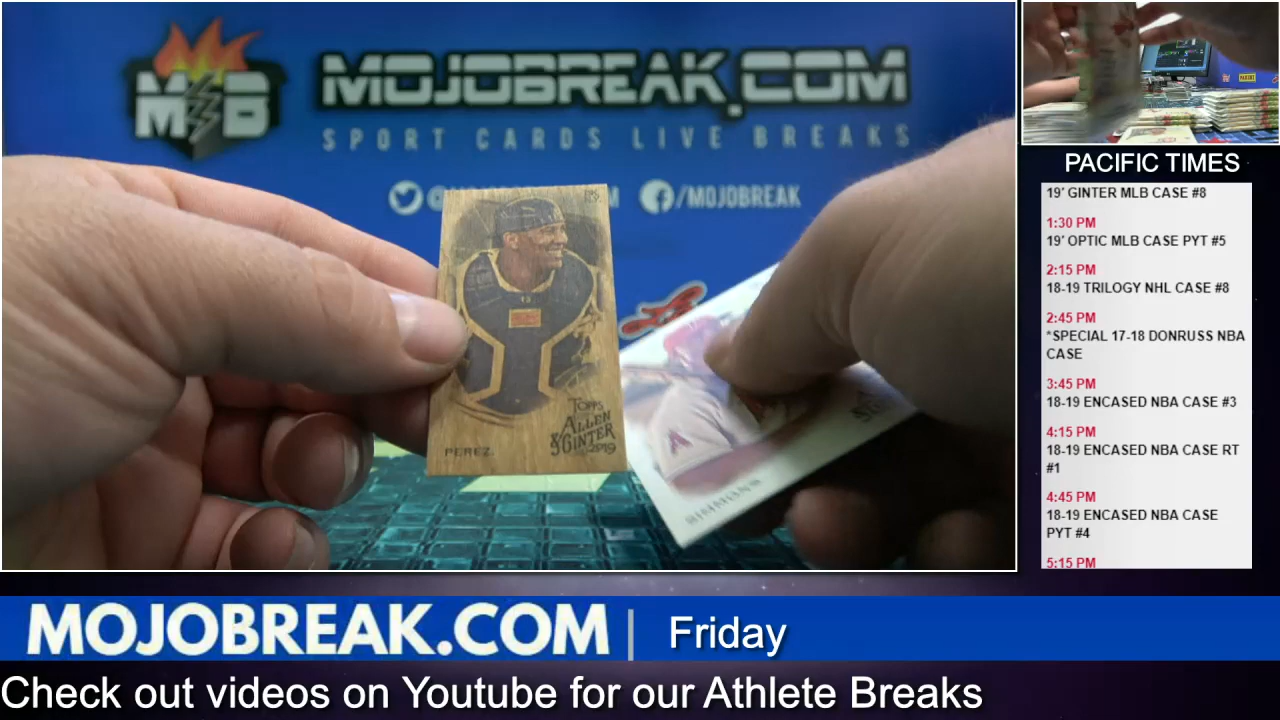 MB
MOJOBREAK.COM
SPORT CARDS LIVE BREAKS
/MOJOBREAK
PEREZ
TOPPS
ALLEN
& GINTER
2019
A
PACIFIC TIMES
19' GINTER MLB CASE #8
1:30 PM
19' OPTIC MLB CASE PYT #5
2:15 PM
18-19 TRILOGY NHL CASE #8
2:45 PM
*SPECIAL 17-18 DONRUSS NBA
CASE
3:45 PM
18-19 ENCASED NBA CASE #3
4:15 PM
18-19 ENCASED NBA CASE RT
#1
4:45 PM
18-19 ENCASED NBA CASE
PYT #4
5:15 PM
MOJOBREAK.COM | Friday
Check out videos on Youtube for our Athlete Breaks